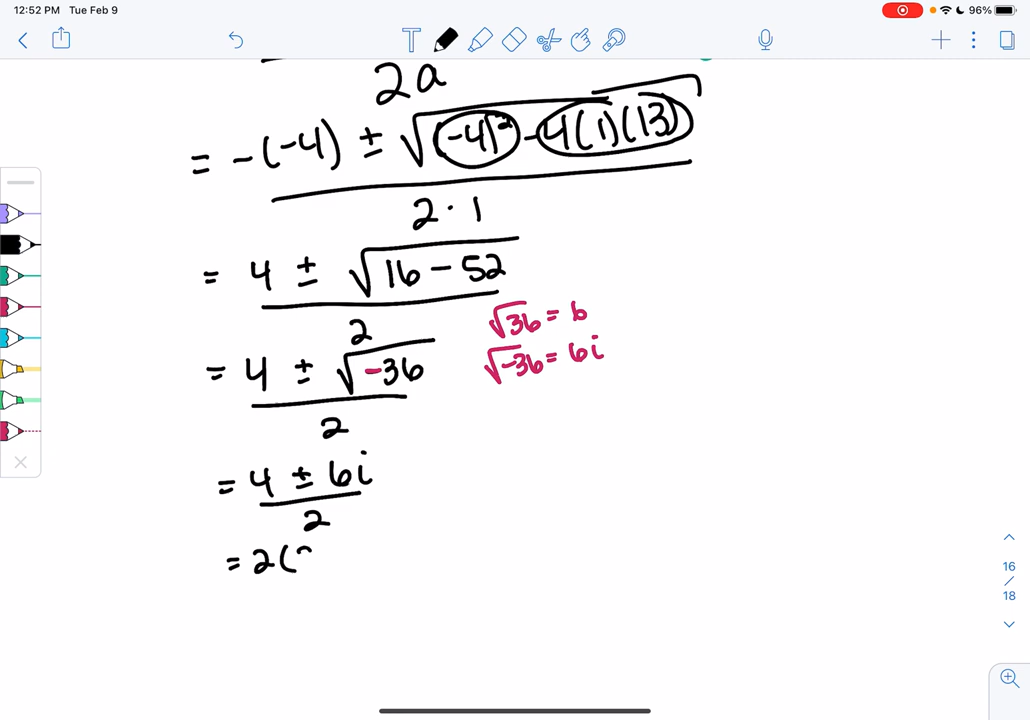 12:52 PM Tue Feb 9
96%
T
2a
= -(-4) ± √(-4)² - 4(1)(13)
2 · 1
= 4 ± √16 - 52
2
√36 = 6
√-36 = 6i
= 4 ± √-36
2
= 4 ± 6i
2
= 2(
16
/
18